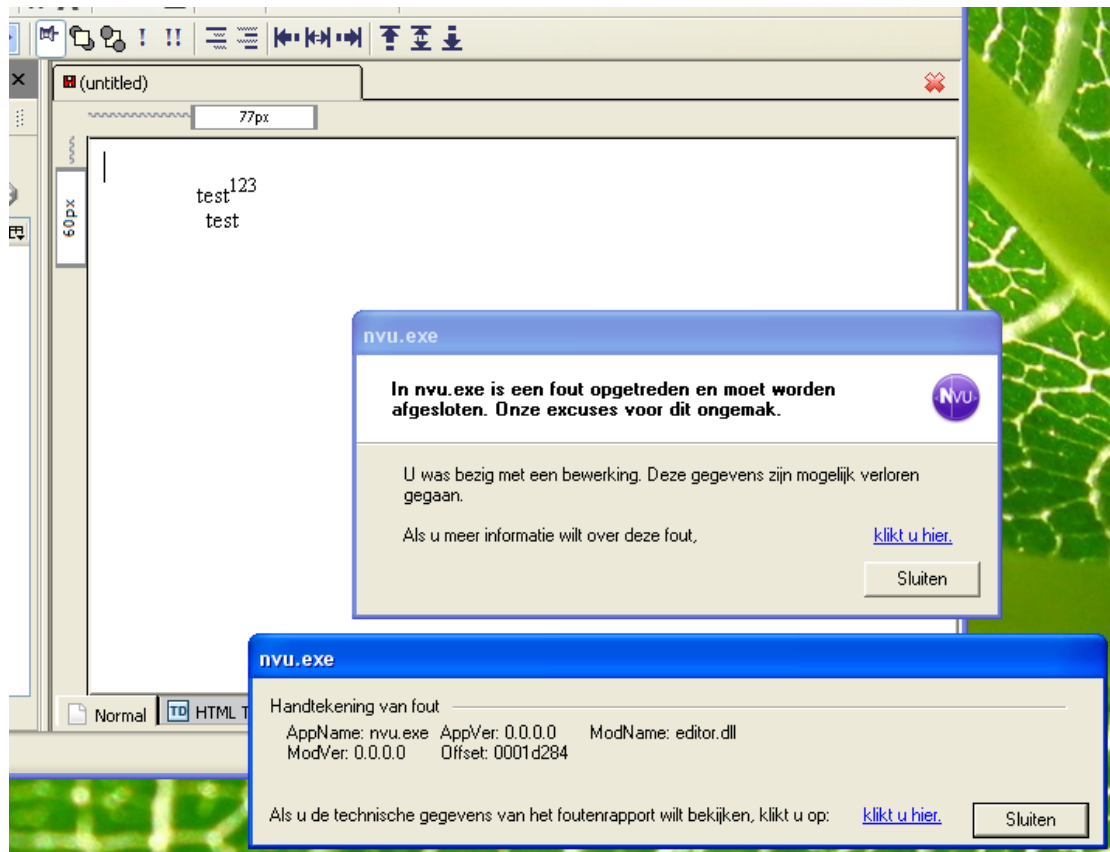 (untitled)
77px
60px
test123
test
nvu.exe
In nvu.exe is een fout opgetreden en moet worden
afgesloten. Onze excuses voor dit ongemak.
NVU
U was bezig met een bewerking. Deze gegevens zijn mogelijk verloren
gegaan.
Als u meer informatie wilt over deze fout, klikt u hier.
Sluiten
nvu.exe
Normal TD HTML T
Handtekening van fout
AppName: nvu.exe AppVer: 0.0.0.0 ModName: editor.dll
ModVer: 0.0.0.0 Offset: 0001d284
Als u de technische gegevens van het foutenrapport wilt bekijken, klikt u op: klikt u hier.
Sluiten